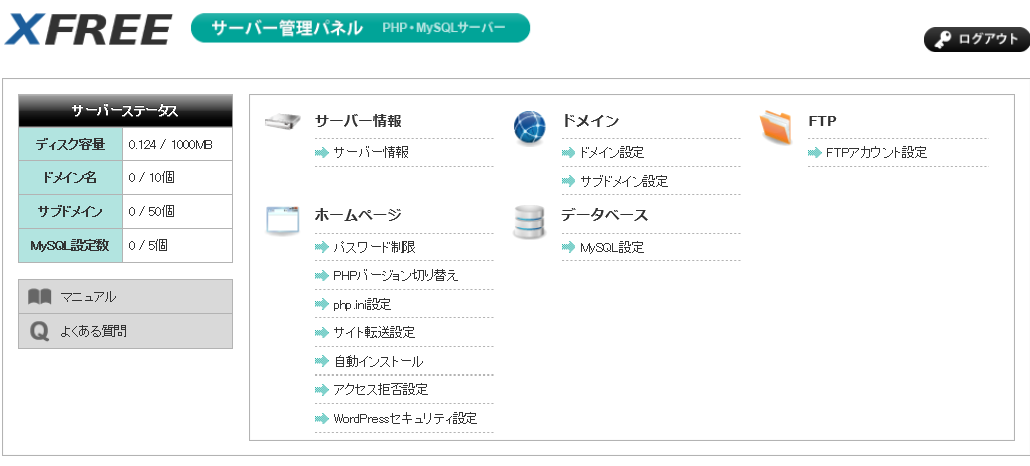 XFREE サーバー管理パネル PHP・MySQLサーバー
ログアウト
サーバーステータス
ディスク容量 0.124 / 1000MB
ドメイン名 0 / 10個
サブドメイン 0 / 50個
MySQL設定数 0 / 5個
マニュアル
よくある質問
サーバー情報
サーバー情報
ドメイン
ドメイン設定
サブドメイン設定
FTP
FTPアカウント設定
ホームページ
パスワード制限
PHPバージョン切り替え
php.ini設定
サイト転送設定
自動インストール
アクセス拒否設定
WordPressセキュリティ設定
データベース
MySQL設定